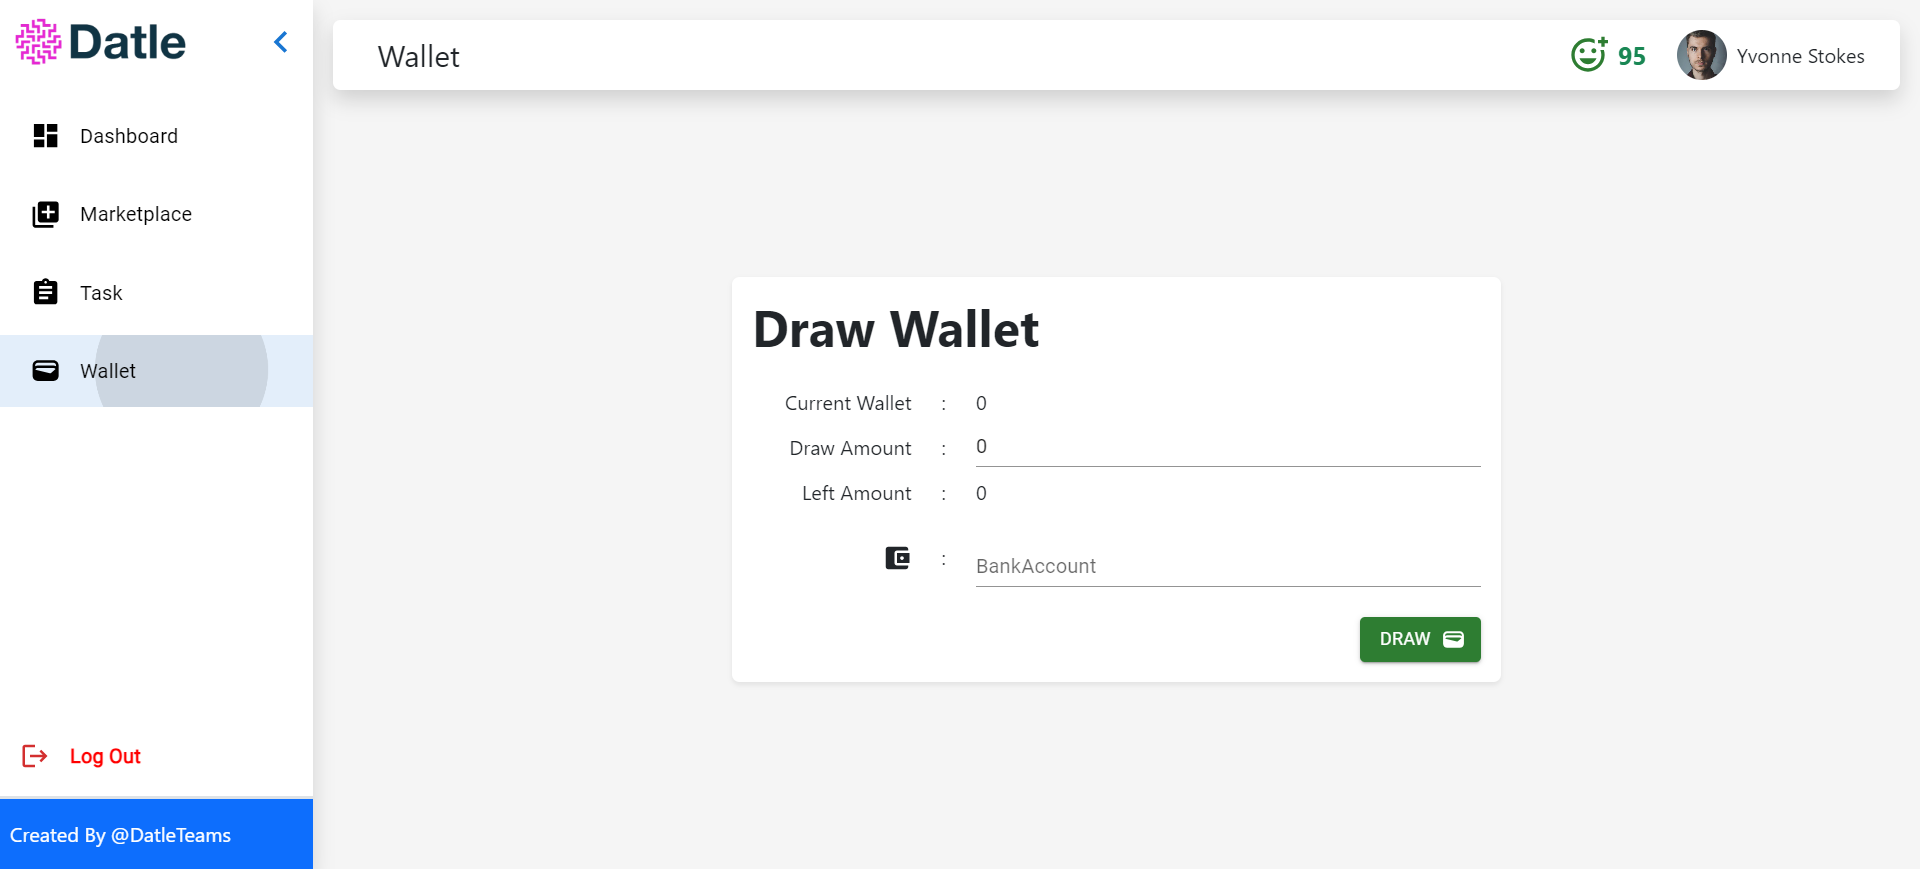 Datle
Dashboard
Marketplace
Task
Wallet
Log Out
Created By @DatleTeams
Wallet
95
Yvonne Stokes
Draw Wallet
Current Wallet : 0
Draw Amount : 0
Left Amount : 0
: BankAccount
DRAW